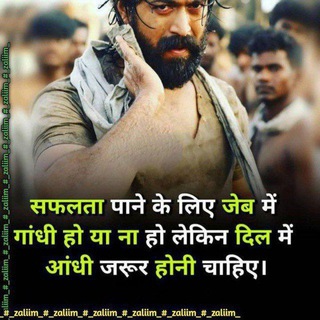 सफलता पाने के लिए जेब में
गांधी हो या ना हो लेकिन दिल में
आंधी जरूर होनी चाहिए।
_#_zaliim_#_zaliim_#_zaliim_#_zaliim_#_zaliim_#_zaliim_